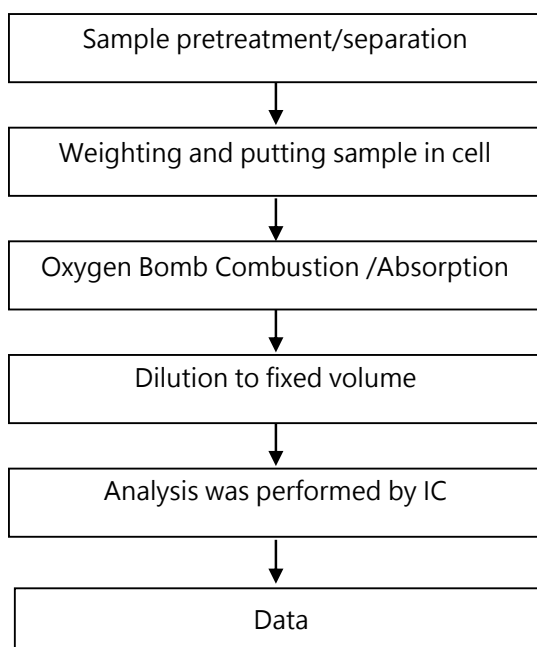 Sample pretreatment/separation
Weighting and putting sample in cell
Oxygen Bomb Combustion /Absorption
Dilution to fixed volume
Analysis was performed by IC
Data